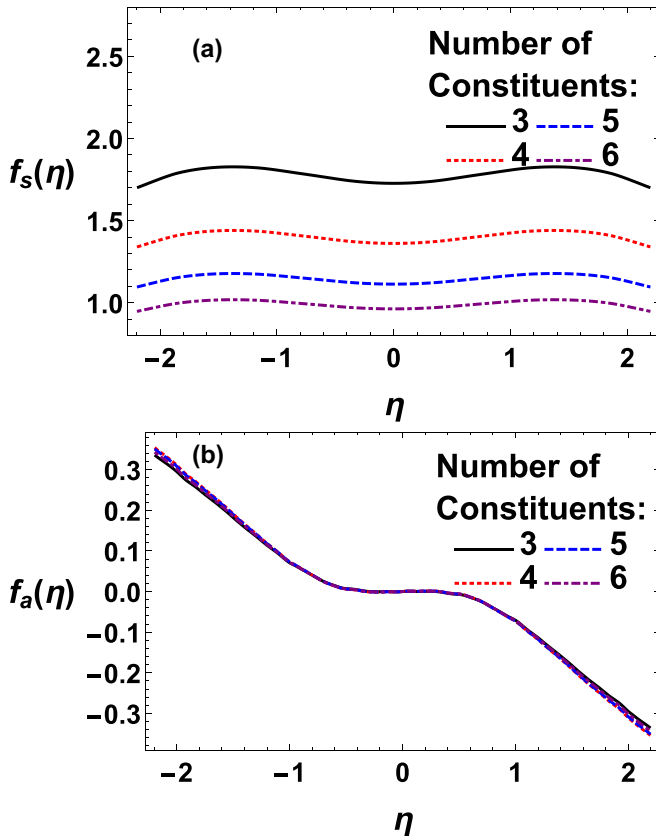 (a)
Number of
Constituents:
3 5
4 6
fs(η)
2.5
2.0
1.5
1.0
−2 −1 0 1 2
η
(b)
Number of
Constituents:
3 5
4 6
fa(η)
0.3
0.2
0.1
0.0
−0.1
−0.2
−0.3
−2 −1 0 1 2
η